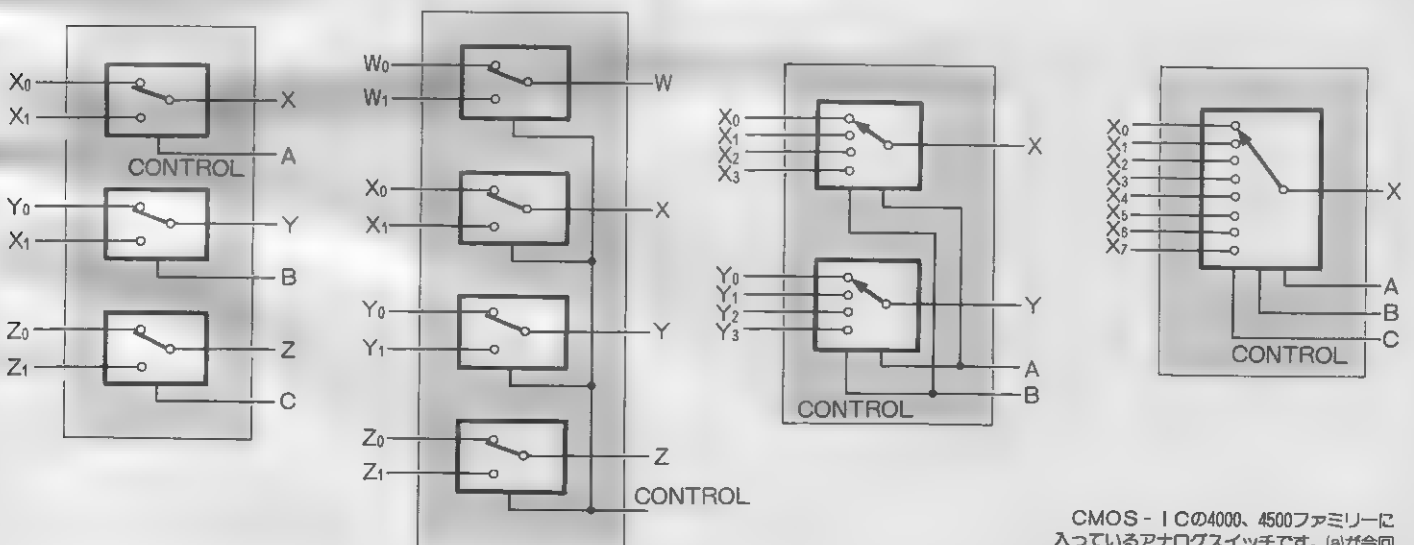 X0
X1
X
A
CONTROL
Y0
X1
Y
B
Z0
Z1
Z
C
W0
W1
W
X0
X1
X
Y0
Y1
Y
Z0
Z1
Z
CONTROL
X0
X1
X2
X3
X
Y0
Y1
Y2
Y3
Y
A
B
CONTROL
X0
X1
X2
X3
X4
X5
X6
X7
X
A
B
C
CONTROL
CMOS-ICの4000、4500ファミリーに
入っているアナログスイッチです。(a)が今回